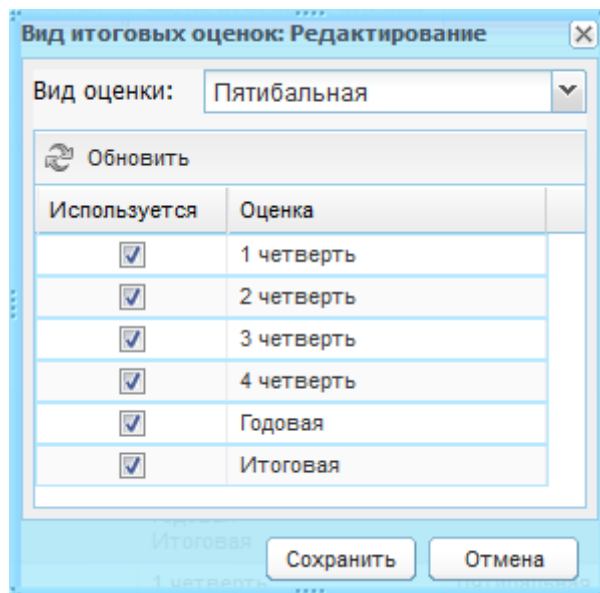 Вид итоговых оценок: Редактирование
Вид оценки: Пятибальная
Обновить
Используется Оценка
1 четверть
2 четверть
3 четверть
4 четверть
Годовая
Итоговая
Итоговая
Сохранить Отмена
1 четверть Пятибальная